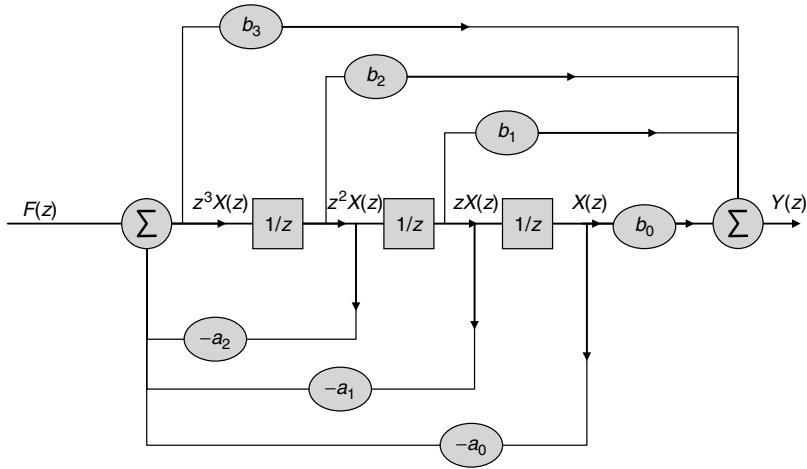 b₃
b₂
b₁
F(z) Σ z³X(z) 1/z z²X(z) 1/z zX(z) 1/z X(z) b₀ Σ Y(z)
−a₂
−a₁
−a₀